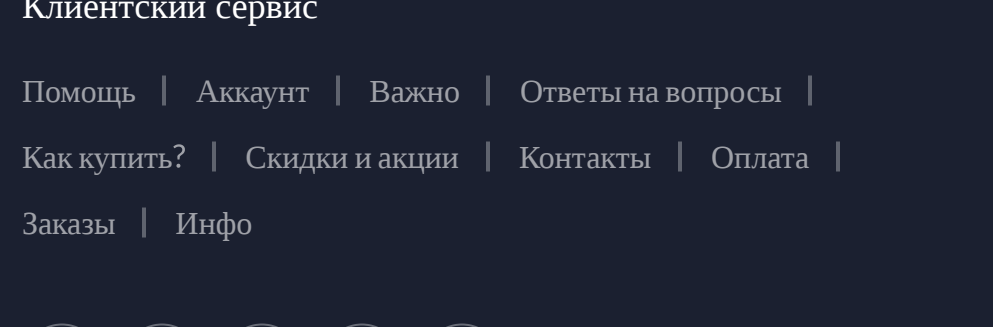 Клиентский сервис
Помощь | Аккаунт | Важно | Ответы на вопросы |
Как купить? | Скидки и акции | Контакты | Оплата |
Заказы | Инфо